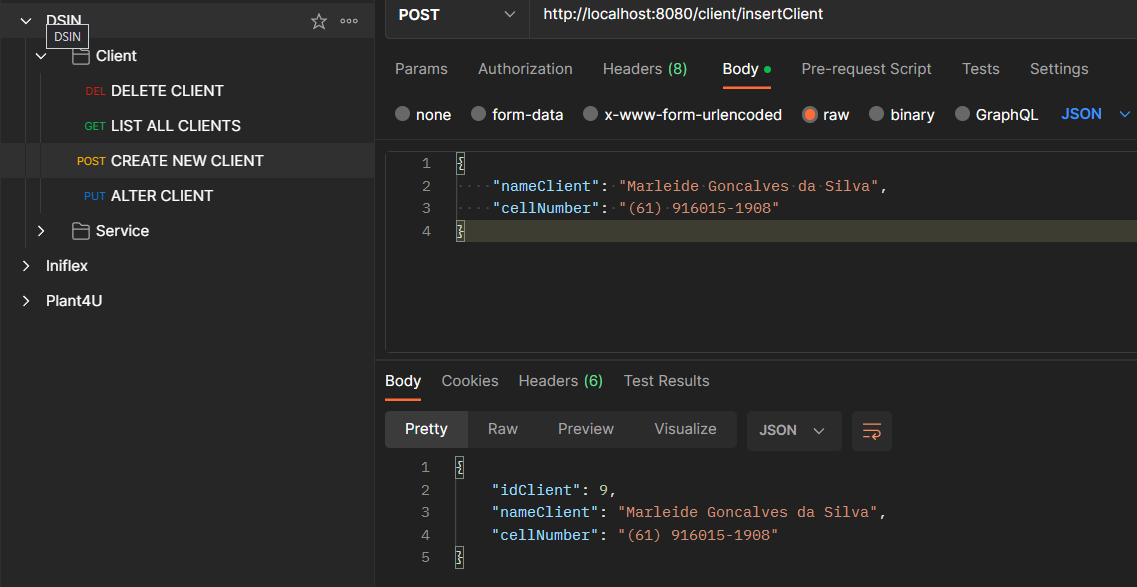 DSIN
DSIN
Client
DEL DELETE CLIENT
GET LIST ALL CLIENTS
POST CREATE NEW CLIENT
PUT ALTER CLIENT
Service
Iniflex
Plant4U
POST http://localhost:8080/client/insertClient
Params Authorization Headers (8) Body Pre-request Script Tests Settings
none form-data x-www-form-urlencoded raw binary GraphQL JSON
1 {
2 "nameClient": "Marleide Goncalves da Silva",
3 "cellNumber": "(61) 916015-1908"
4 }
Body Cookies Headers (6) Test Results
Pretty Raw Preview Visualize JSON
1 {
2 "idClient": 9,
3 "nameClient": "Marleide Goncalves da Silva",
4 "cellNumber": "(61) 916015-1908"
5 }